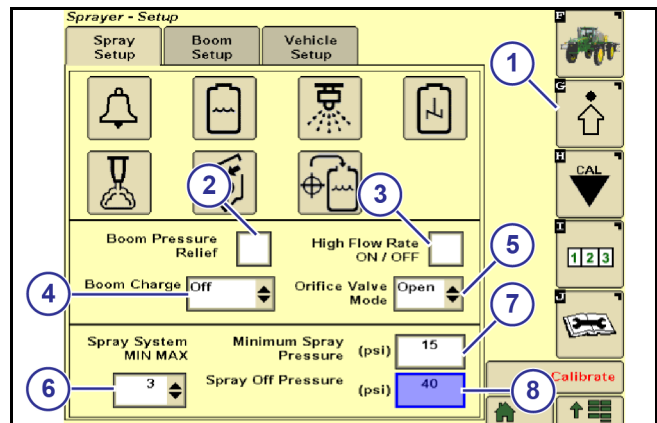 Sprayer - Setup
Spray Setup
Boom Setup
Vehicle Setup
F
G
1
H
CAL
2
3
I
1 2 3
Boom Pressure Relief
High Flow Rate ON / OFF
5
4
Boom Charge
Off
Orifice Valve Mode
Open
7
J
Spray System MIN MAX
Minimum Spray Pressure
(psi)
15
6
3
Spray Off Pressure
(psi)
40
8
Calibrate